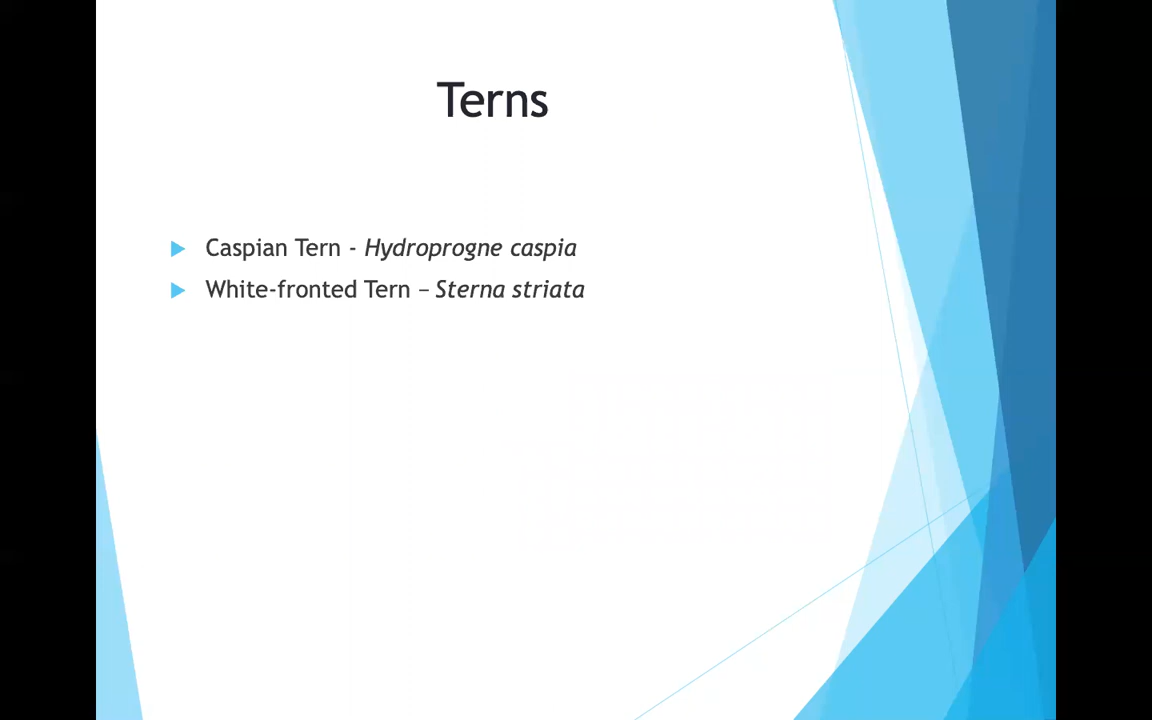 Terns
Caspian Tern - Hydroprogne caspia
White-fronted Tern – Sterna striata